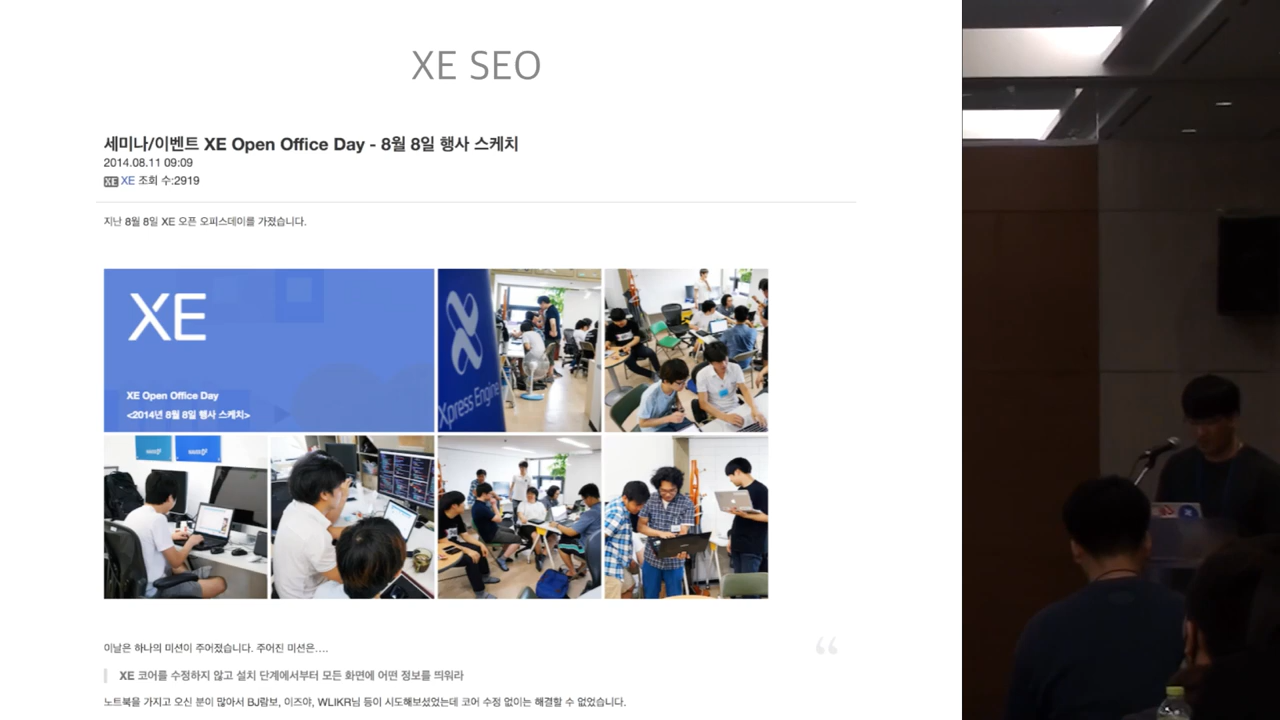 XE SEO
세미나/이벤트 XE Open Office Day - 8월 8일 행사 스케치
2014.08.11 09:09
XE XE 조회 수:2919
지난 8월 8일 XE 오픈 오피스데이를 가졌습니다.
XE
XE Open Office Day
<2014년 8월 8일 행사 스케치>
Xpress Engine
이날은 하나의 미션이 주어졌습니다. 주어진 미션은....
“
XE 코어를 수정하지 않고 설치 단계에서부터 모든 화면에 어떤 정보를 띄워라
노트북을 가지고 오신 분이 많아서 BJ람보, 이즈야, WLIKR님 등이 시도해보셨었는데 코어 수정 없이는 해결할 수 없었습니다.